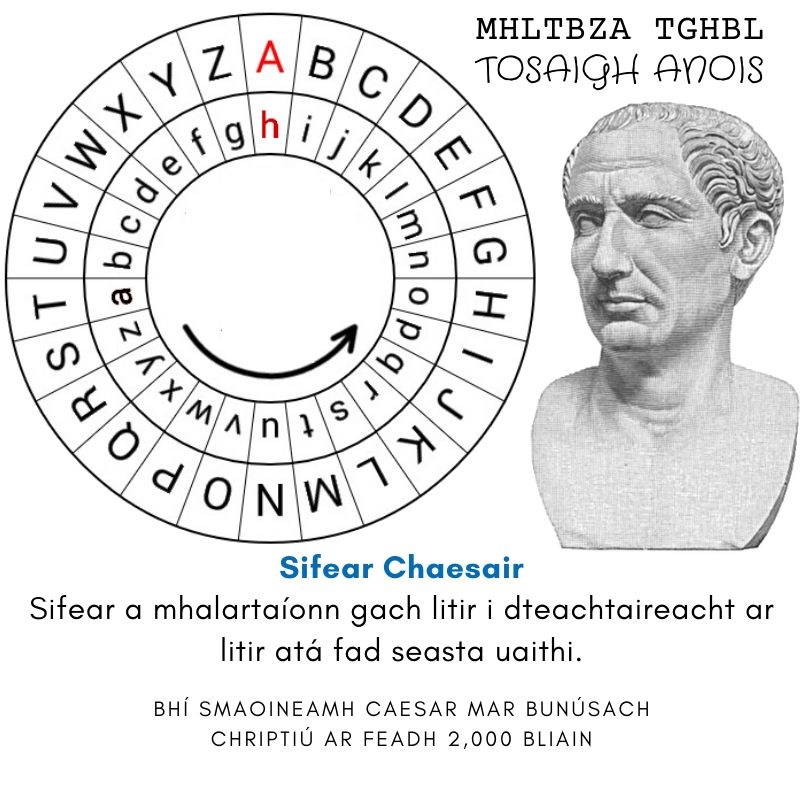 MHLTBZA TGHBL
TOSAIGH ANOIS
A B C D E F G H I J K L M N O P Q R S T U V W X Y Z
h i j k l m n o p q r s t u v w x y z a b c d e f g
Sifear Chaesair
Sifear a mhalartaíonn gach litir i dteachtaireacht ar
litir atá fad seasta uaithi.
BHÍ SMAOINEAMH CAESAR MAR BUNÚSACH
CHRIPTIÚ AR FEADH 2,000 BLIAIN